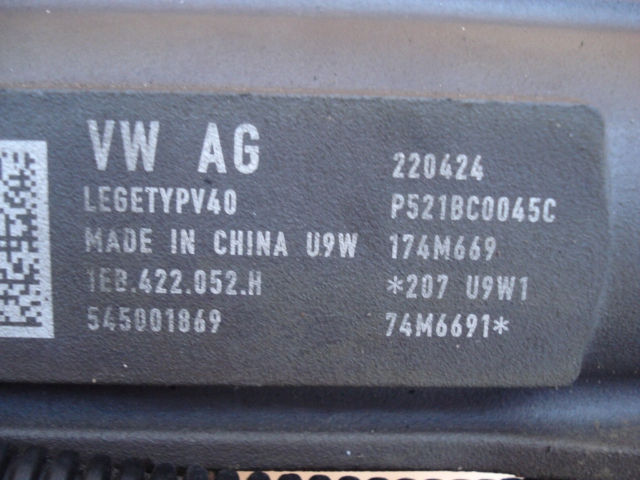 VW AG 220424
LEGETYPV40 P521BC0045C
MADE IN CHINA U9W 174M669
1EB.422.052.H *207 U9W1
545001869 74M6691*